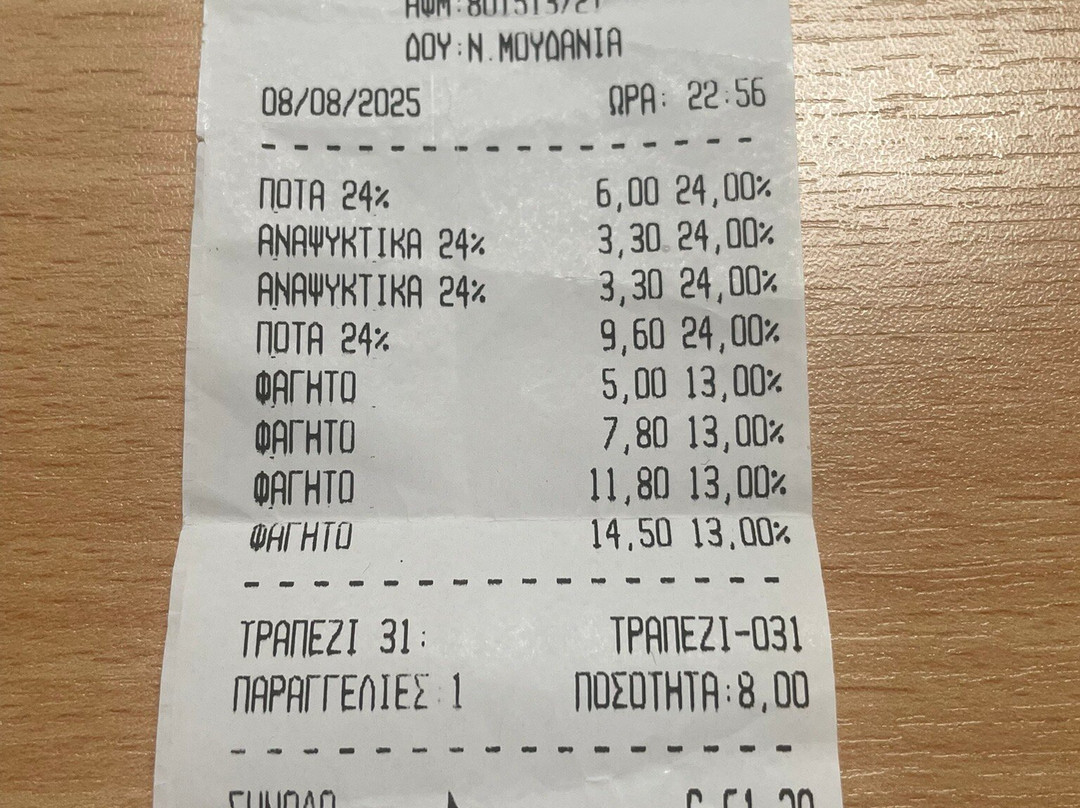 ΔΟΥ:Ν.ΜΟΥΔΑΝΙΑ
08/08/2025 ΩΡΑ: 22:56
ΠΟΤΑ 24% 6,00 24,00%
ΑΝΑΨΥΚΤΙΚΑ 24% 3,30 24,00%
ΑΝΑΨΥΚΤΙΚΑ 24% 3,30 24,00%
ΠΟΤΑ 24% 9,60 24,00%
ΦΑΓΗΤΟ 5,00 13,00%
ΦΑΓΗΤΟ 7,80 13,00%
ΦΑΓΗΤΟ 11,80 13,00%
ΦΑΓΗΤΟ 14,50 13,00%
ΤΡΑΠΕΖΙ 31: ΤΡΑΠΕΖΙ-031
ΠΑΡΑΓΓΕΛΙΕΣ:1 ΠΟΣΟΤΗΤΑ:8,00